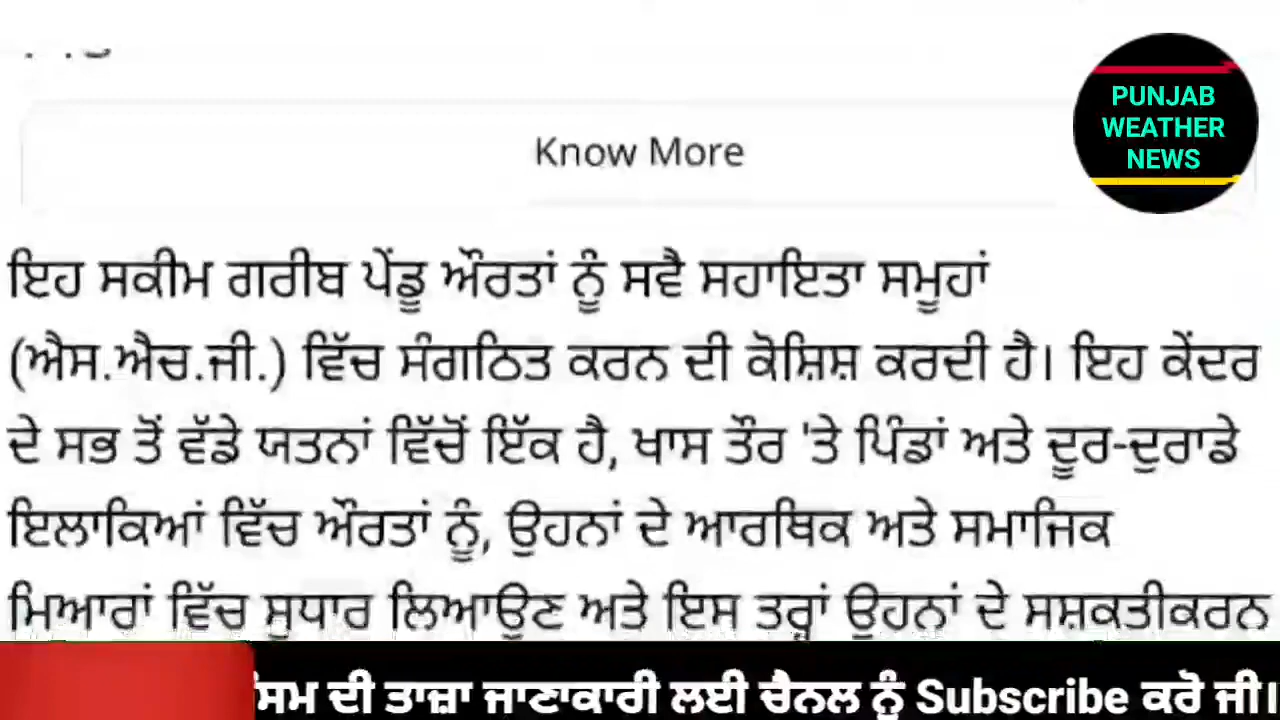 Know More
PUNJAB
WEATHER
NEWS
ਇਹ ਸਕੀਮ ਗਰੀਬ ਪੇਂਡੂ ਔਰਤਾਂ ਨੂੰ ਸਵੈ ਸਹਾਇਤਾ ਸਮੂਹਾਂ
(ਐਸ.ਐਚ.ਜੀ.) ਵਿੱਚ ਸੰਗਠਿਤ ਕਰਨ ਦੀ ਕੋਸ਼ਿਸ਼ ਕਰਦੀ ਹੈ। ਇਹ ਕੇਂਦਰ
ਦੇ ਸਭ ਤੋਂ ਵੱਡੇ ਯਤਨਾਂ ਵਿੱਚੋਂ ਇੱਕ ਹੈ, ਖਾਸ ਤੌਰ 'ਤੇ ਪਿੰਡਾਂ ਅਤੇ ਦੂਰ-ਦੁਰਾਡੇ
ਇਲਾਕਿਆਂ ਵਿੱਚ ਔਰਤਾਂ ਨੂੰ, ਉਹਨਾਂ ਦੇ ਆਰਥਿਕ ਅਤੇ ਸਮਾਜਿਕ
ਮਿਆਰਾਂ ਵਿੱਚ ਸੁਧਾਰ ਲਿਆਉਣ ਅਤੇ ਇਸ ਤਰ੍ਹਾਂ ਉਹਨਾਂ ਦੇ ਸਸ਼ਕਤੀਕਰਨ
ਦੀ ਤਾਜ਼ਾ ਜਾਣਾਕਾਰੀ ਲਈ ਚੈਨਲ ਨੂੰ Subscribe ਕਰੋ ਜੀ।